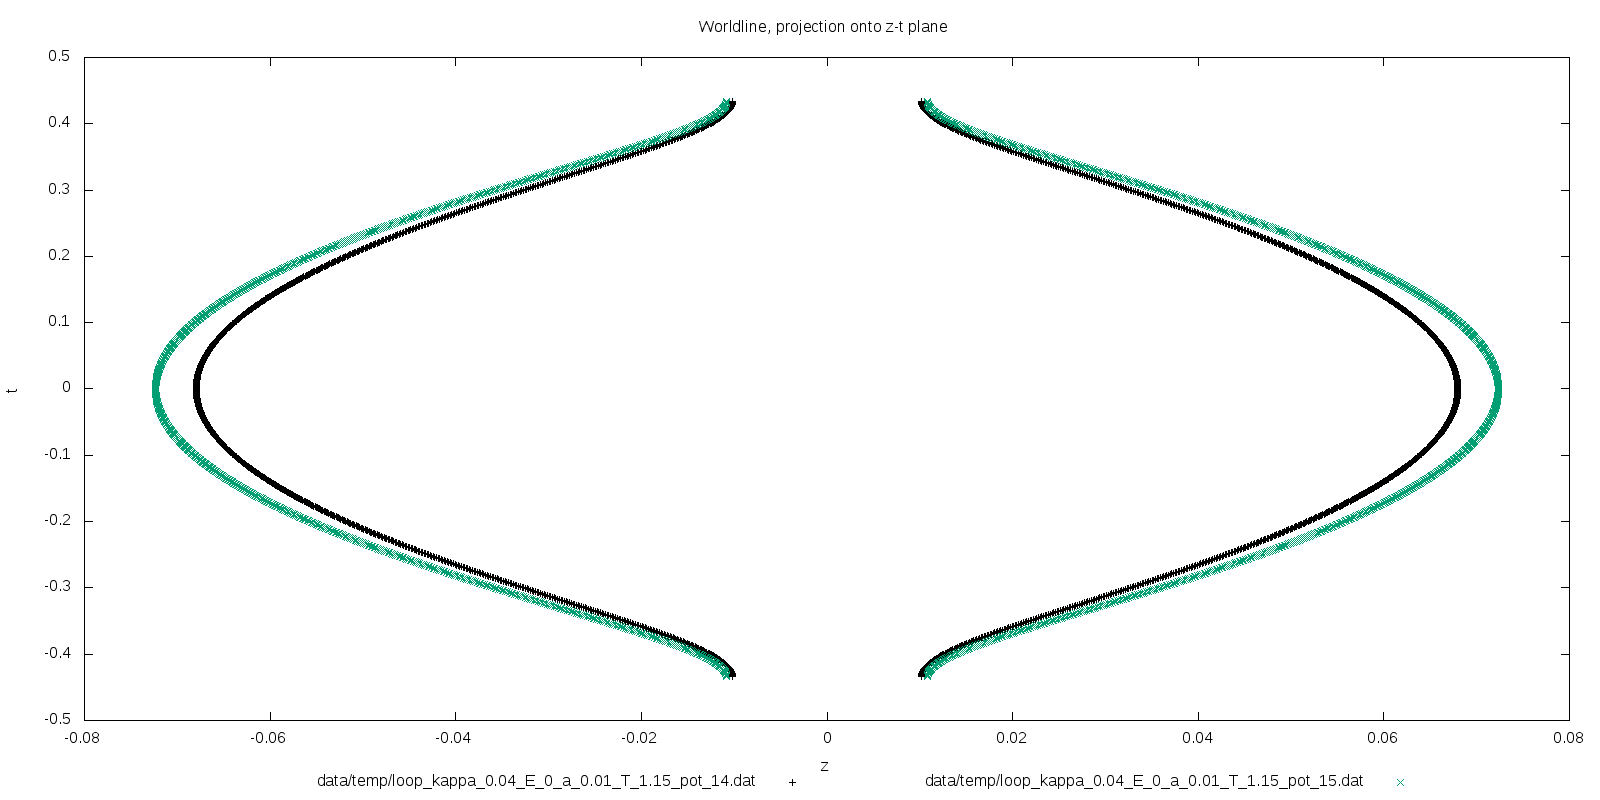 Worldline, projection onto z-t plane
0.5
0.4
0.3
0.2
0.1
0
-0.1
-0.2
-0.3
-0.4
-0.5
t
-0.08 -0.06 -0.04 -0.02 0 0.02 0.04 0.06 0.08
z
data/temp/loop_kappa_0.04_E_0_a_0.01_T_1.15_pot_14.dat data/temp/loop_kappa_0.04_E_0_a_0.01_T_1.15_pot_15.dat